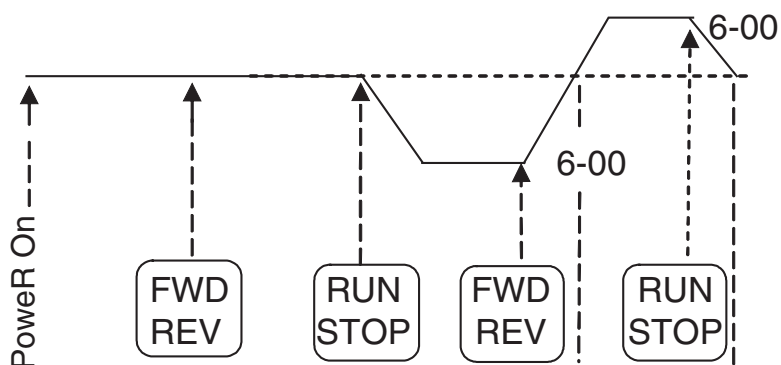 6-00
6-00
PoweR On
FWD
REV
RUN
STOP
FWD
REV
RUN
STOP